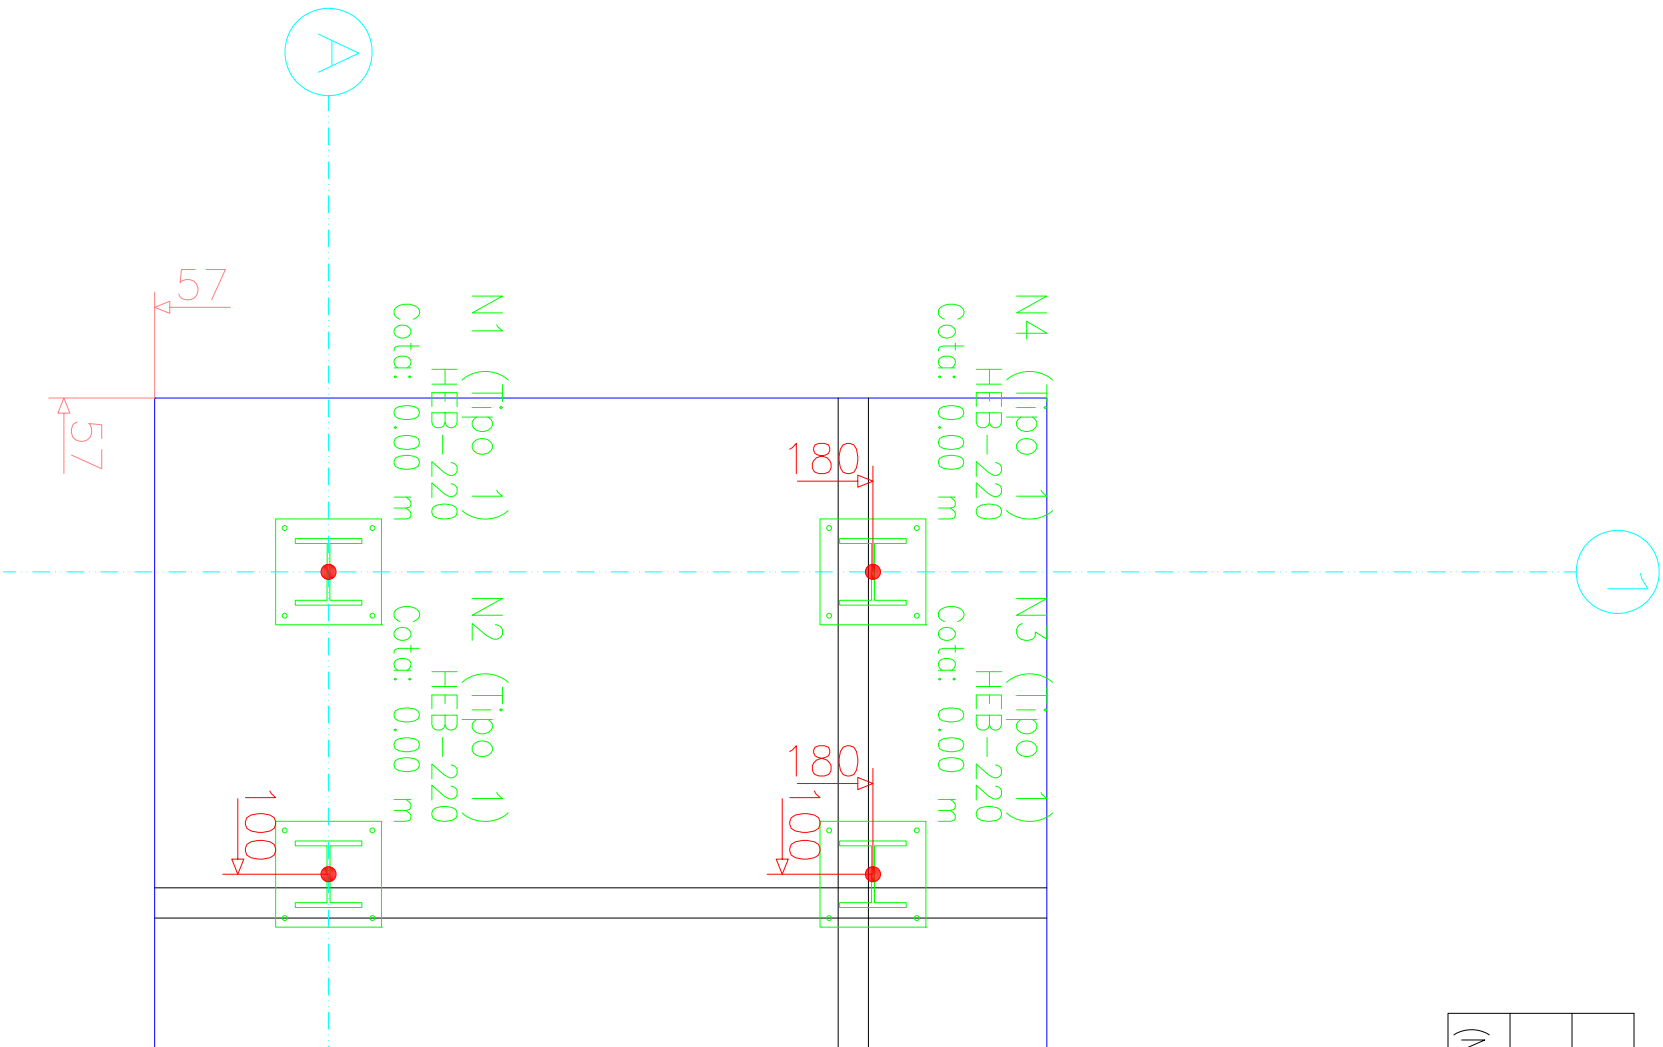 A
1
57
57
N1 (Tipo 1)
HEB-220
Cota: 0.00 m
N4 (Tipo 1)
HEB-220
Cota: 0.00 m
180
N2 (Tipo 1)
HEB-220
Cota: 0.00 m
N3 (Tipo 1)
HEB-220
Cota: 0.00 m
180
100
100